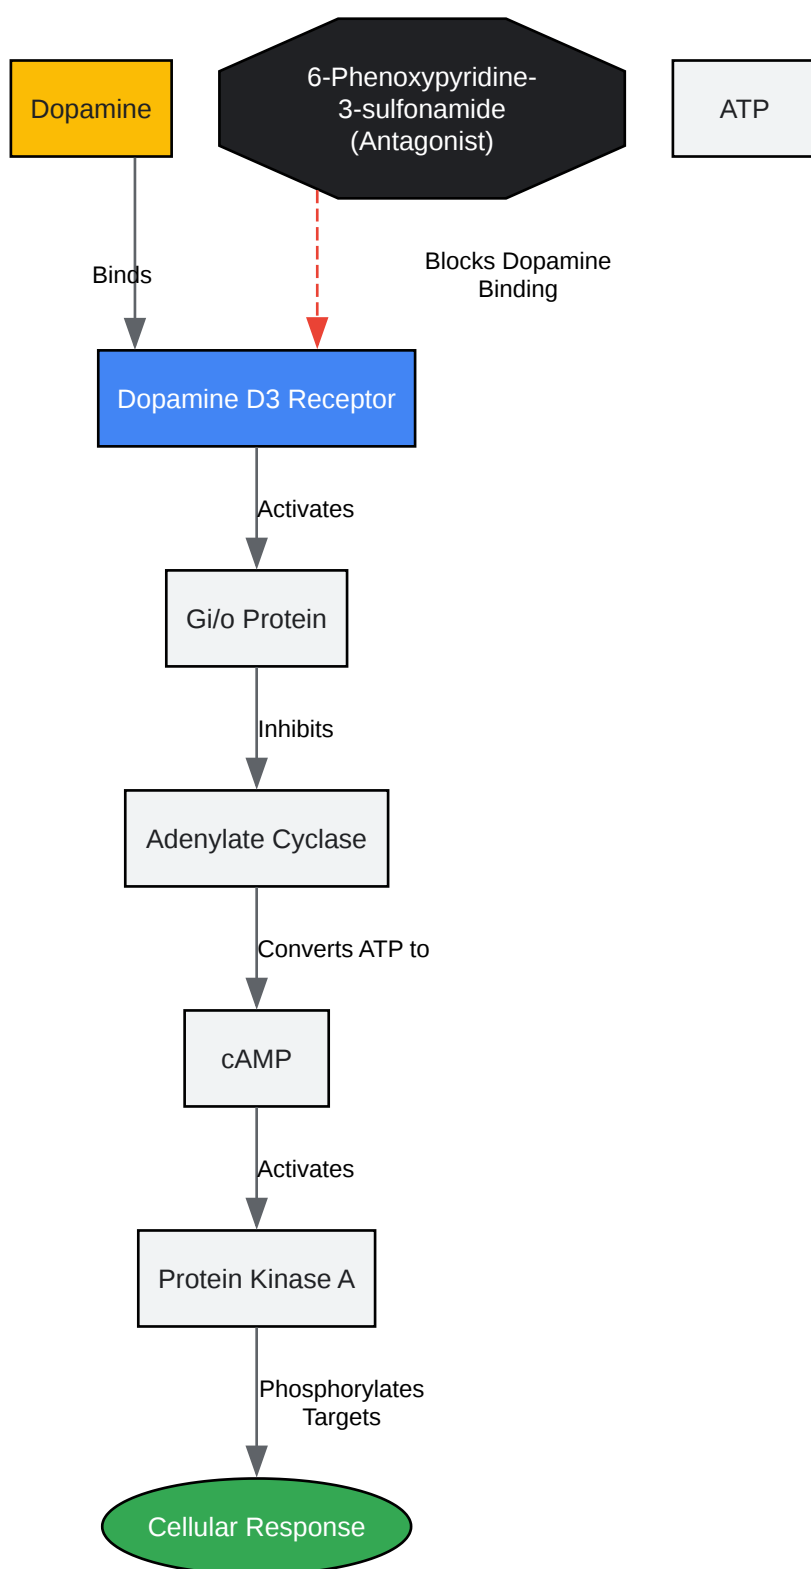 Dopamine
6-Phenoxypyridine-
3-sulfonamide
(Antagonist)
ATP
Binds
Blocks Dopamine
Binding
Dopamine D3 Receptor
Activates
Gi/o Protein
Inhibits
Adenylate Cyclase
Converts ATP to
cAMP
Activates
Protein Kinase A
Phosphorylates
Targets
Cellular Response